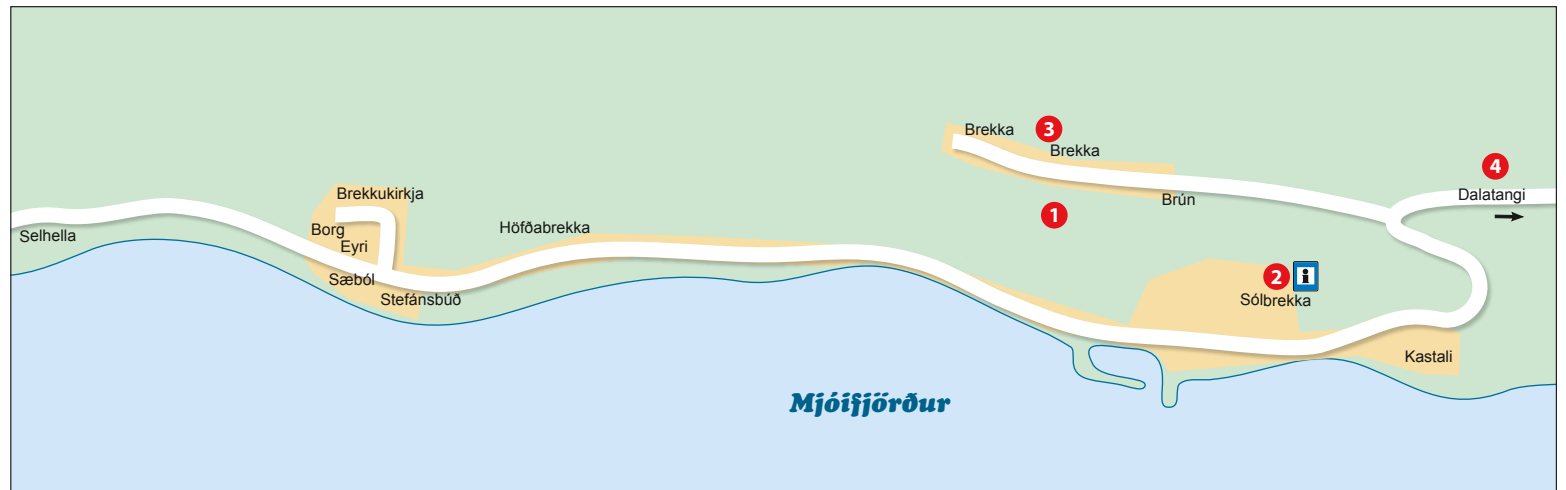 Brekka
3
Brekka
4
Dalatangi
Brún
1
Brekkukirkja
Borg
Eyri
Höfðabrekka
Selhella
Sæból
Stefánsbúð
2
i
Sólbrekka
Kastali
Mjóifjörður